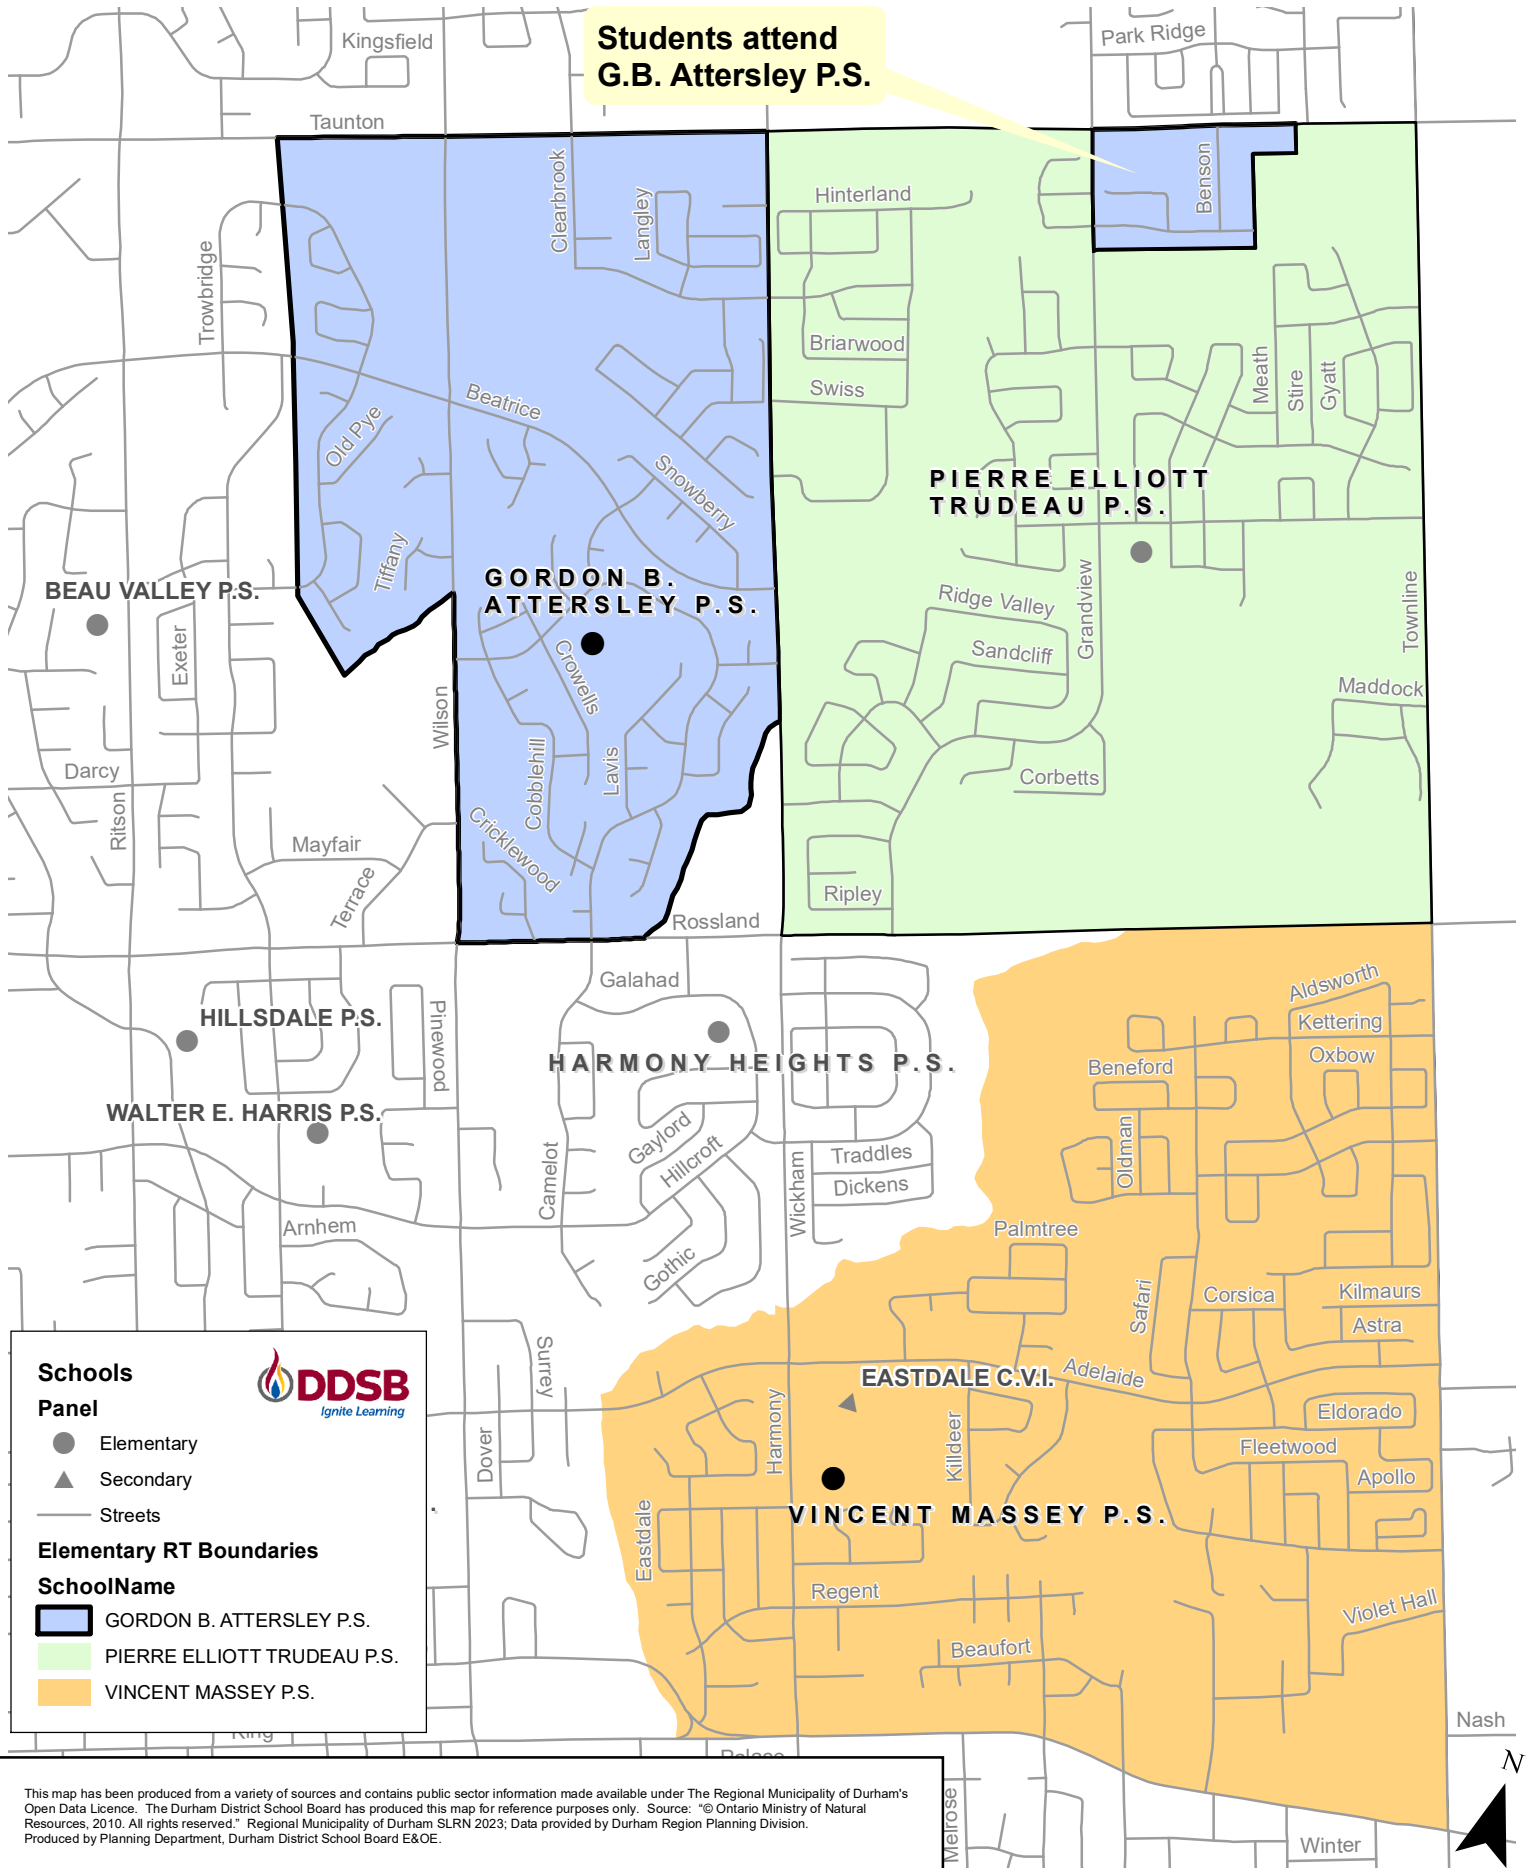 Students attend
G.B. Attersley P.S.
Kingsfield
Park Ridge
Taunton
Clearbrook
Langley
Hinterland
Benson
Trowbridge
Briarwood
Swiss
Beatrice
Old Pye
Snowberry
Meath
Stire
Gyatt
PIERRE ELLIOTT
TRUDEAU P.S.
Tiffany
BEAU VALLEY P.S.
GORDON B.
ATTERSLEY P.S.
Exeter
Crowells
Ridge Valley
Sandcliff
Grandview
Townline
Maddock
Wilson
Darcy
Ritson
Cobblehill
Lavis
Corbetts
Cricklewood
Mayfair
Terrace
Ripley
Rossland
Galahad
HILLSDALE P.S.
Pinewood
HARMONY HEIGHTS P.S.
Aldsworth
Kettering
Oxbow
Beneford
WALTER E. HARRIS P.S.
Gaylord
Hillcroft
Camelot
Wickham
Traddles
Dickens
Oldman
Arnhem
Gothic
Palmtree
Safari
Corsica
Kilmaurs
Astra
Surrey
EASTDALE C.V.I.
Adelaide
Harmony
Killdeer
Eldorado
Fleetwood
Apollo
Dover
VINCENT MASSEY P.S.
Eastdale
Regent
Beaufort
Violet Hall
Nash
King
Palace
Melrose
Winter
N
Schools
DDSB
Ignite Learning
Panel
Elementary
Secondary
Streets
Elementary RT Boundaries
SchoolName
GORDON B. ATTERSLEY P.S.
PIERRE ELLIOTT TRUDEAU P.S.
VINCENT MASSEY P.S.
This map has been produced from a variety of sources and contains public sector information made available under The Regional Municipality of Durham's
Open Data Licence. The Durham District School Board has produced this map for reference purposes only. Source: "© Ontario Ministry of Natural
Resources, 2010. All rights reserved." Regional Municipality of Durham SLRN 2023; Data provided by Durham Region Planning Division.
Produced by Planning Department, Durham District School Board E&OE.